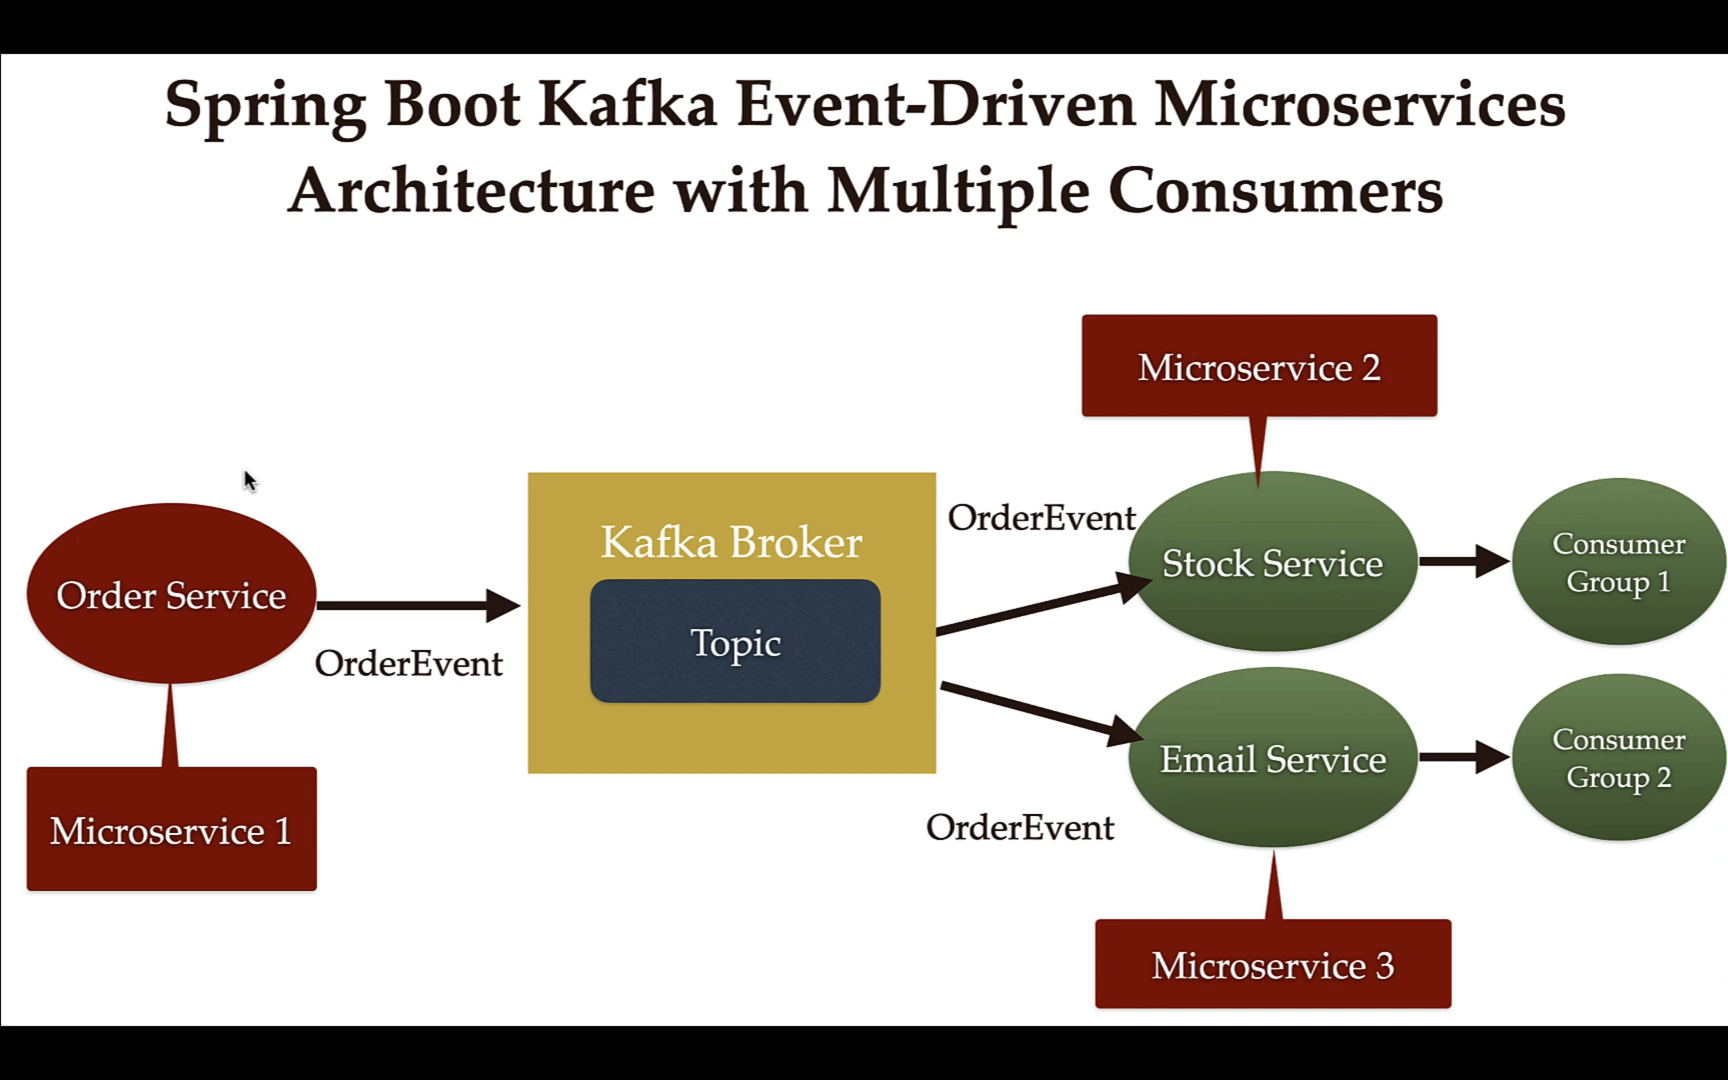 Spring Boot Kafka Event-Driven Microservices
Architecture with Multiple Consumers
Microservice 2
OrderEvent
Kafka Broker
Stock Service
Consumer
Group 1
Order Service
Topic
OrderEvent
Email Service
Consumer
Group 2
Microservice 1
OrderEvent
Microservice 3